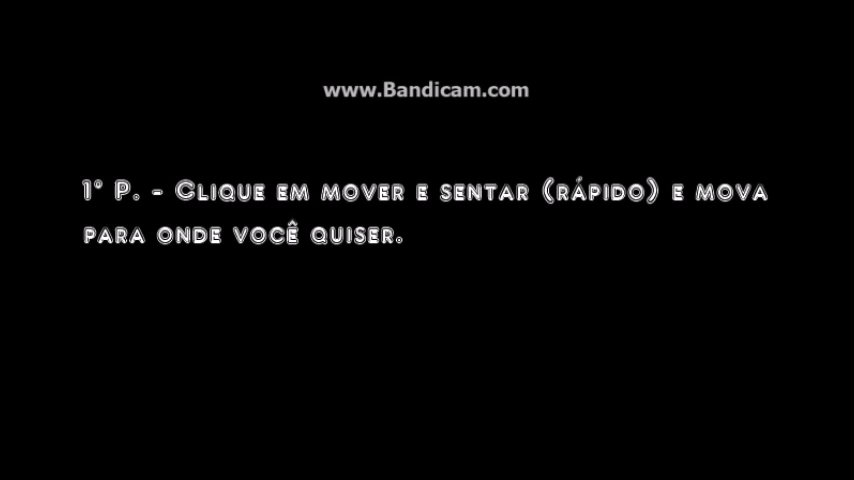 www.Bandicam.com
1° P. - Clique em mover e sentar (rápido) e mova
para onde você quiser.